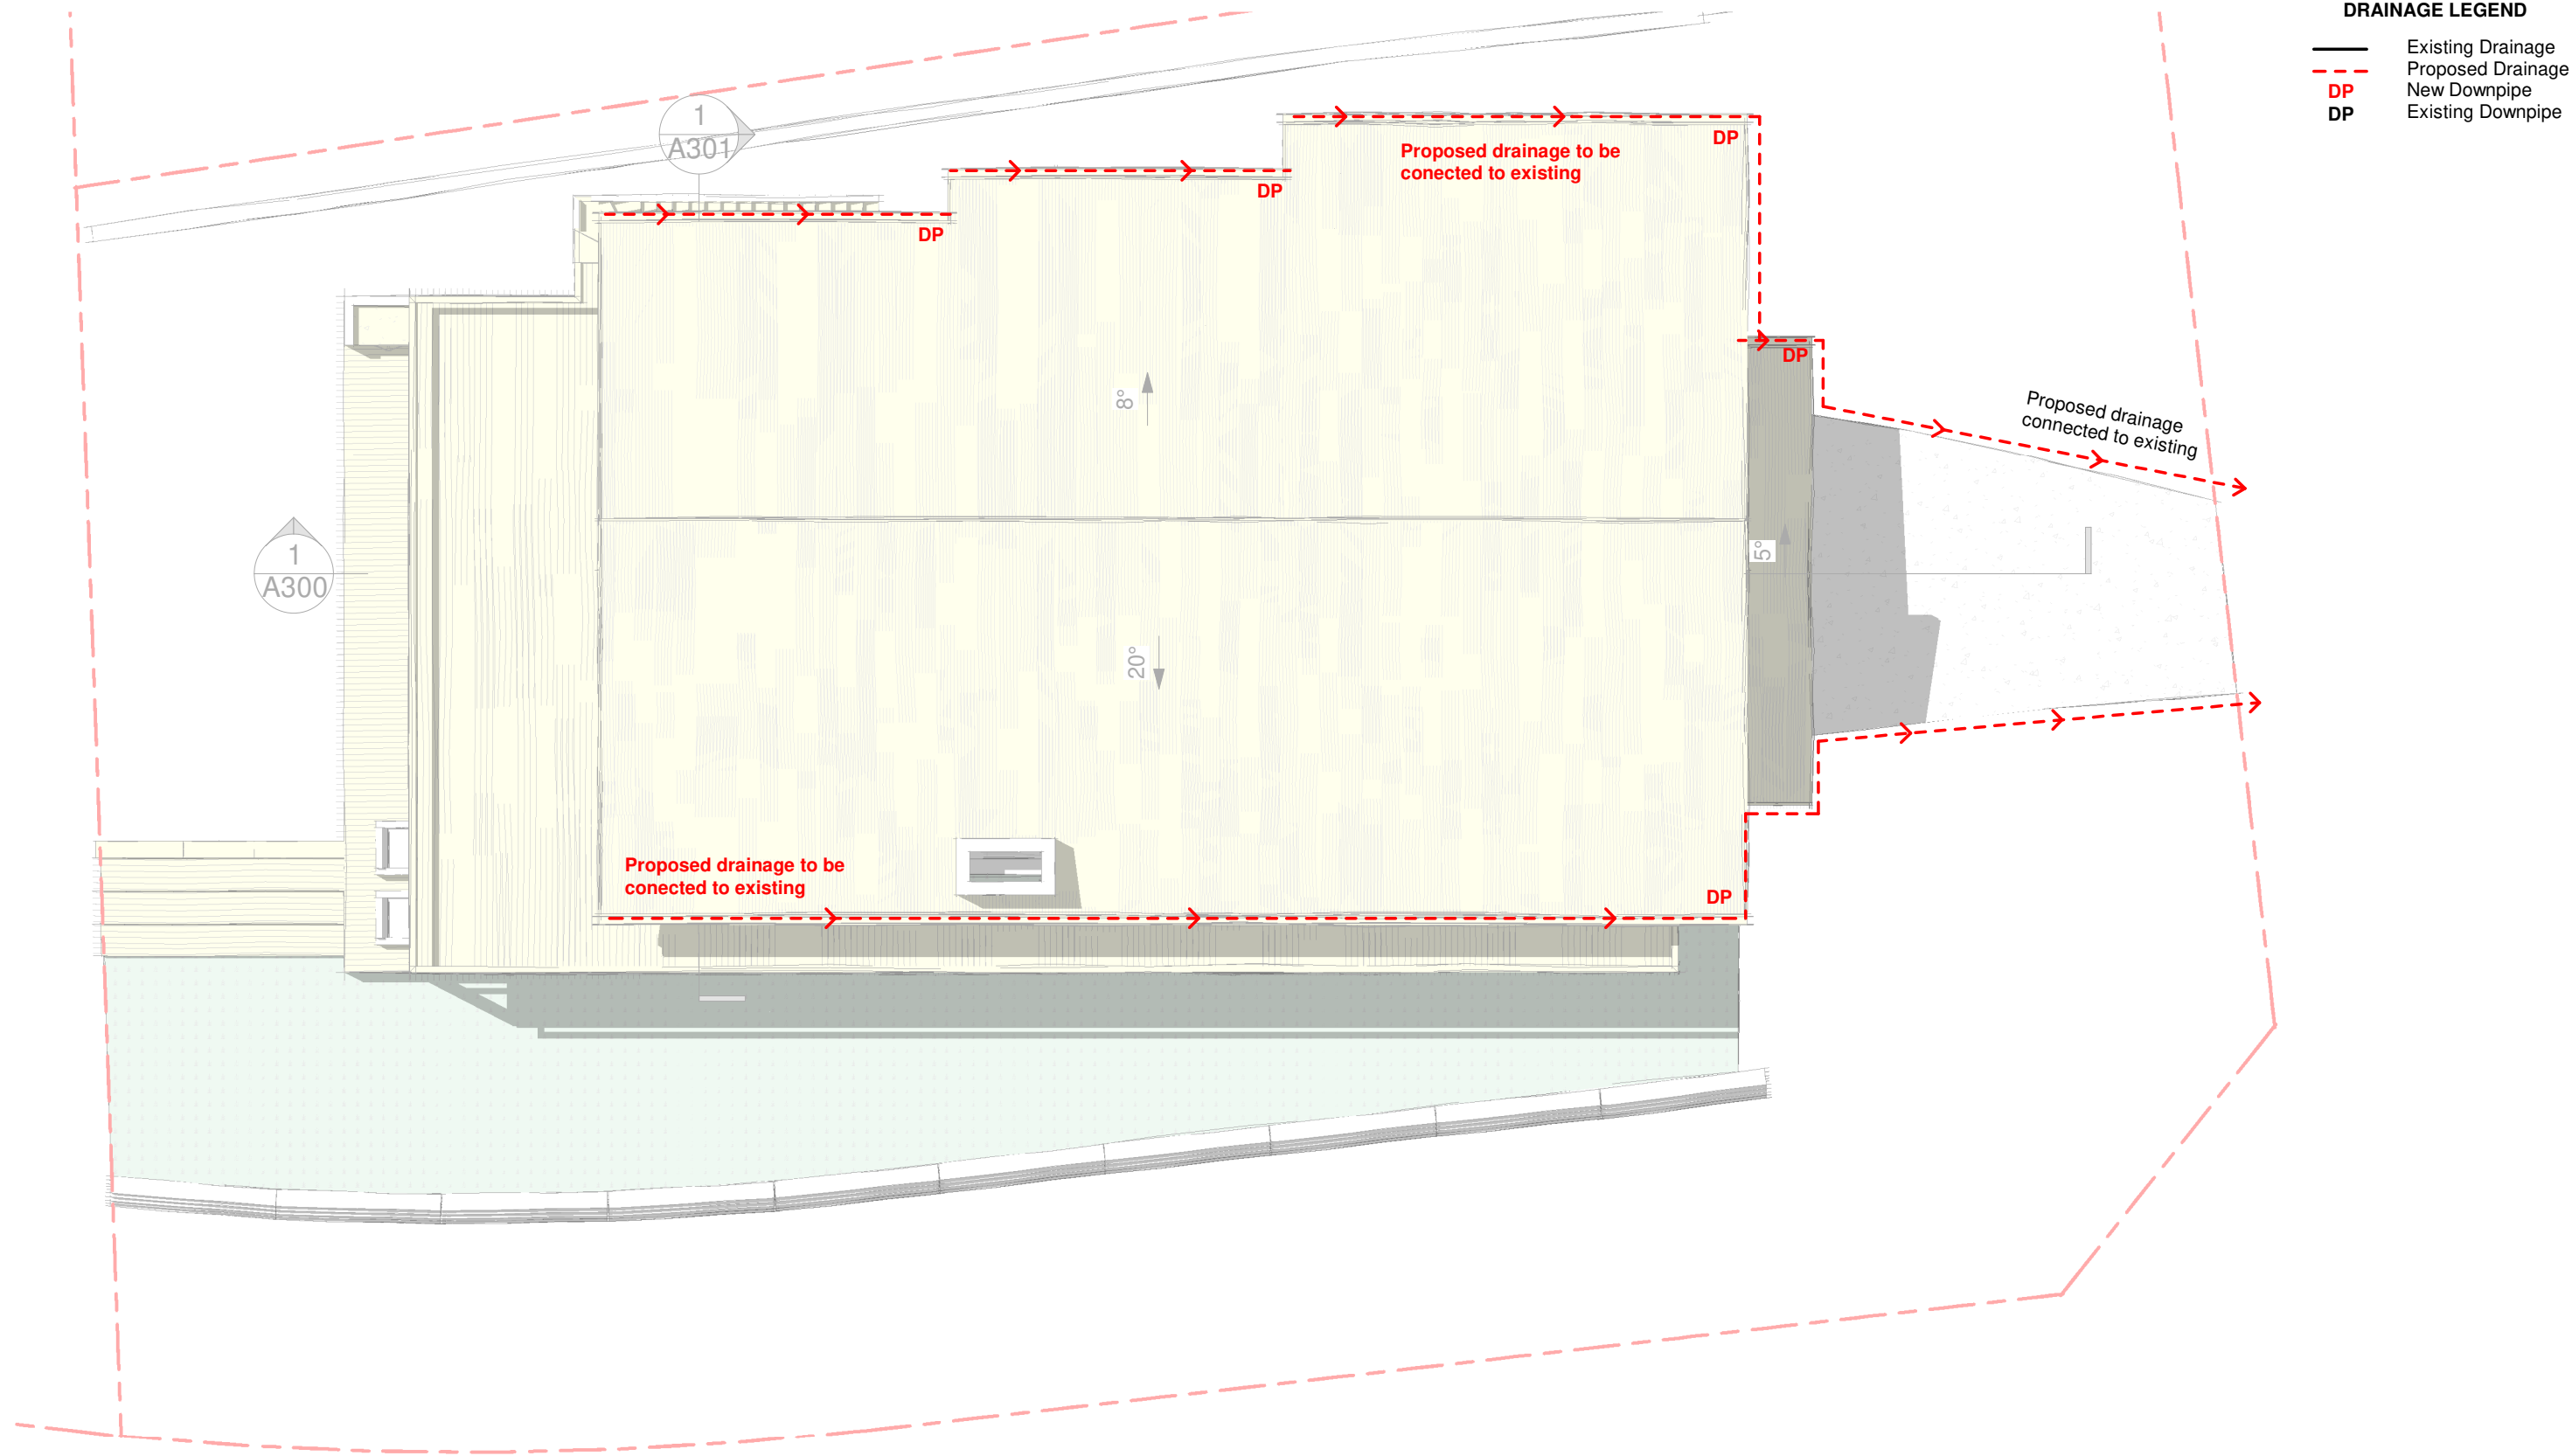 DRAINAGE LEGEND
Existing Drainage
Proposed Drainage
DP New Downpipe
DP Existing Downpipe
1
A301
DP
Proposed drainage to be
conected to existing
DP
DP
DP
8°
Proposed drainage
connected to existing
1
A300
5°
20°
Proposed drainage to be
conected to existing
DP